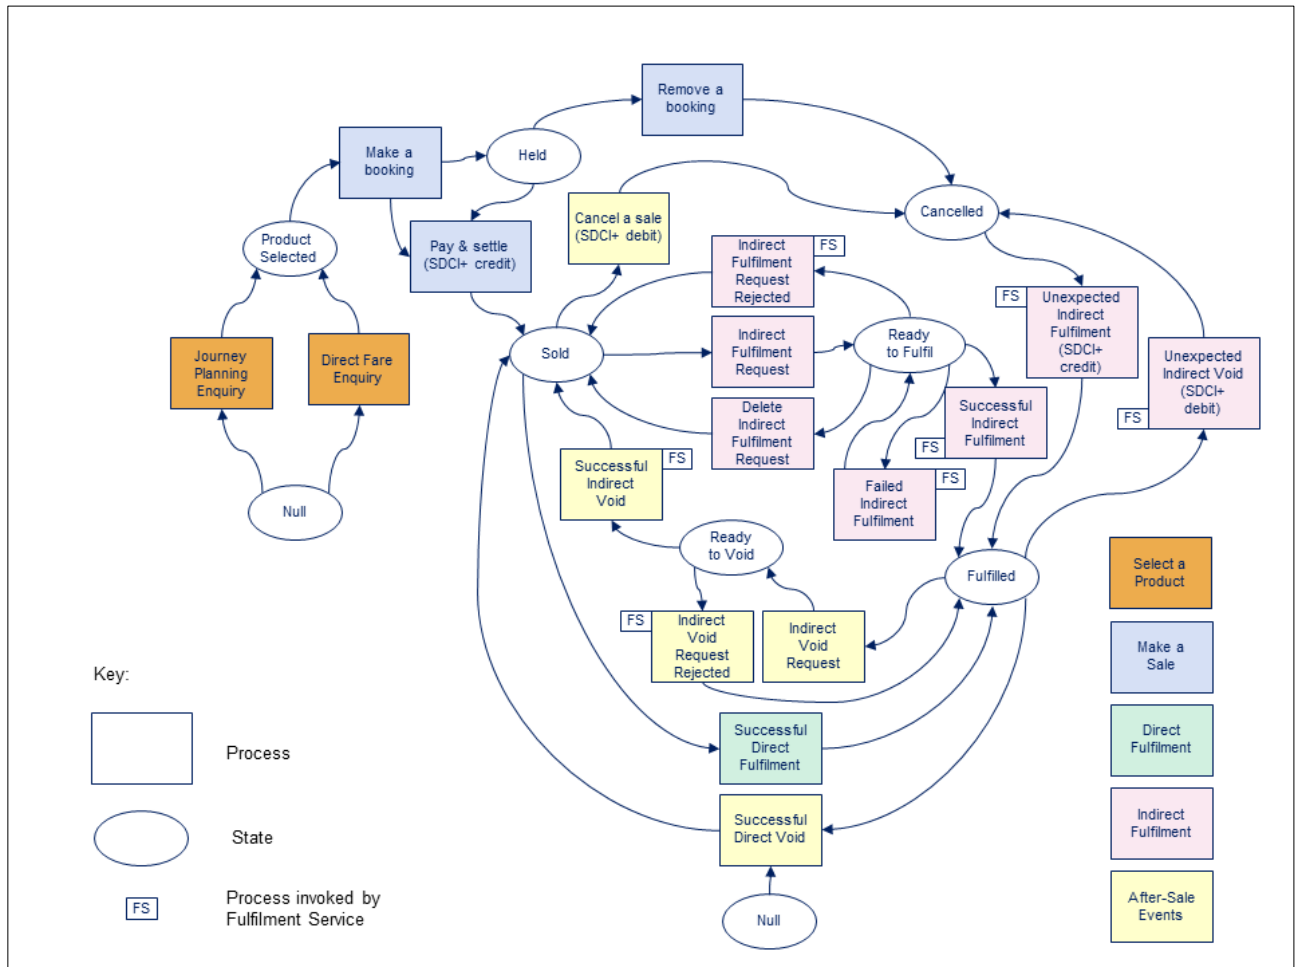 Remove a
booking
Make a
booking
Held
Cancel a sale
(SDCI+ debit)
Cancelled
Product
Selected
Pay & settle
(SDCI+ credit)
Indirect
Fulfilment
Request
Rejected
FS
FS
Unexpected
Indirect
Fulfilment
(SDCI+
credit)
Journey
Planning
Enquiry
Direct Fare
Enquiry
Sold
Indirect
Fulfilment
Request
Ready
to Fulfil
Unexpected
Indirect Void
(SDCI+
debit)
FS
Delete
Indirect
Fulfilment
Request
Successful
Indirect
Fulfilment
FS
Successful
Indirect
Void
FS
Failed
Indirect
Fulfilment
FS
Null
Ready
to Void
Fulfilled
Select a
Product
FS
Indirect
Void
Request
Rejected
Indirect
Void
Request
Make a
Sale
Key:
Process
Successful
Direct
Fulfilment
Direct
Fulfilment
State
Successful
Direct Void
Indirect
Fulfilment
FS
Process invoked by
Fulfilment Service
Null
After-Sale
Events